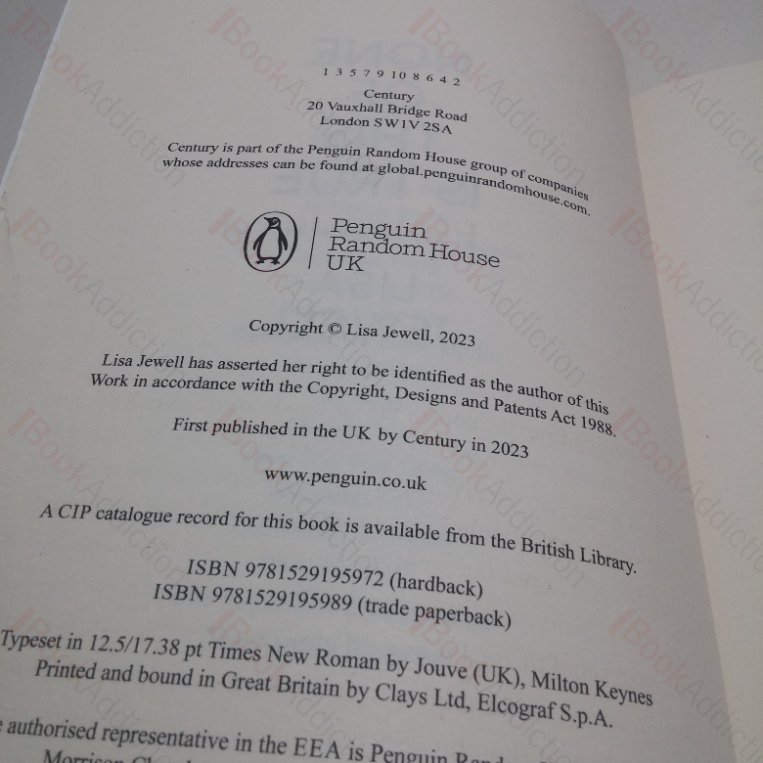 1 3 5 7 9 10 8 6 4 2
Century
20 Vauxhall Bridge Road
London SW1V 2SA
Century is part of the Penguin Random House group of companies
whose addresses can be found at global.penguinrandomhouse.com.
Penguin
Random House
UK
Copyright © Lisa Jewell, 2023
Lisa Jewell has asserted her right to be identified as the author of this
Work in accordance with the Copyright, Designs and Patents Act 1988.
First published in the UK by Century in 2023
www.penguin.co.uk
A CIP catalogue record for this book is available from the British Library.
ISBN 9781529195972 (hardback)
ISBN 9781529195989 (trade paperback)
Typeset in 12.5/17.38 pt Times New Roman by Jouve (UK), Milton Keynes
Printed and bound in Great Britain by Clays Ltd, Elcograf S.p.A.
authorised representative in the EEA is Penguin
BookAddiction